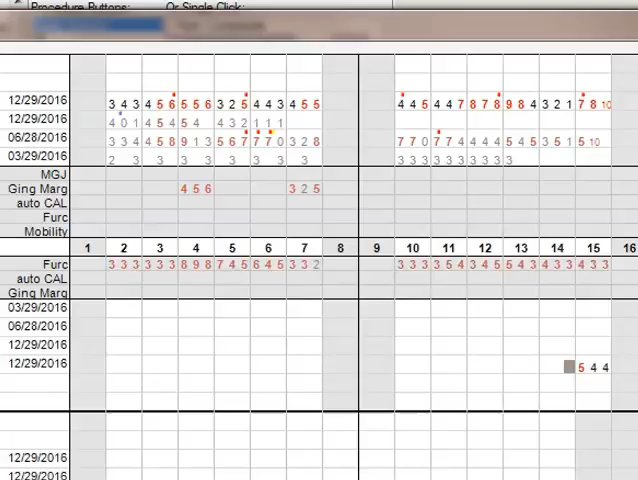 Procedure Buttons: Or Single Click:
12/29/2016 3 4 3 4 5 6 5 5 6 3 2 5 4 4 3 4 5 5 4 4 5 4 4 7 8 7 8 9 8 4 3 2 1 7 8 10
12/29/2016 4 0 1 4 5 4 5 4 4 3 2 1 1 1
06/28/2016 3 3 4 4 5 8 9 1 3 5 6 7 7 7 0 3 2 8 7 7 0 7 7 4 4 4 4 5 4 5 3 5 1 5 10
03/29/2016 2 3 3 3 3 3 3 3 3 3 3 3 3 3 3 3 3 3 3
MGJ
Ging Marg 4 5 6 3 2 5
auto CAL
Furc
Mobility
1 2 3 4 5 6 7 8 9 10 11 12 13 14 15 16
Furc 3 3 3 3 3 3 8 9 8 7 4 5 6 4 5 3 3 2 3 3 3 3 5 4 3 4 5 5 4 3 4 3 3 4 3 3
auto CAL
Ging Marg
03/29/2016
06/28/2016
12/29/2016
12/29/2016 5 4 4
12/29/2016